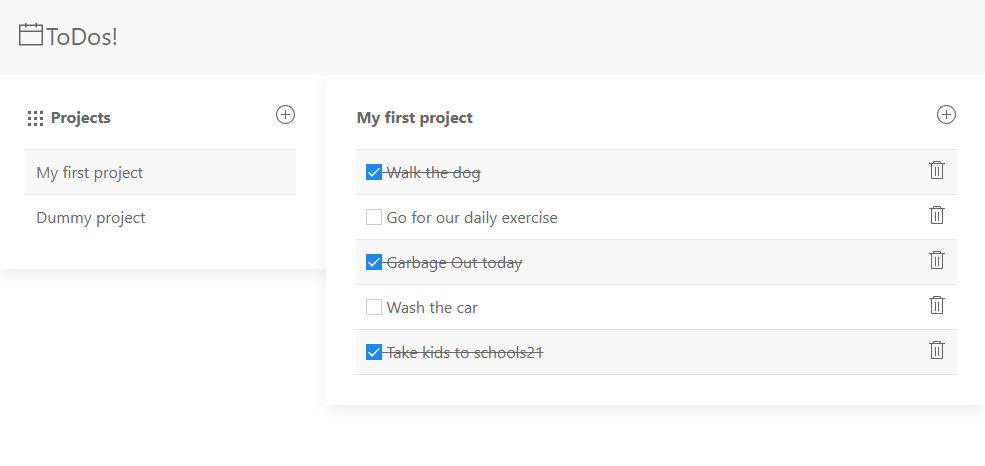 ToDos!
Projects
My first project
Dummy project
My first project
Walk the dog
Go for our daily exercise
Garbage Out today
Wash the car
Take kids to schools21